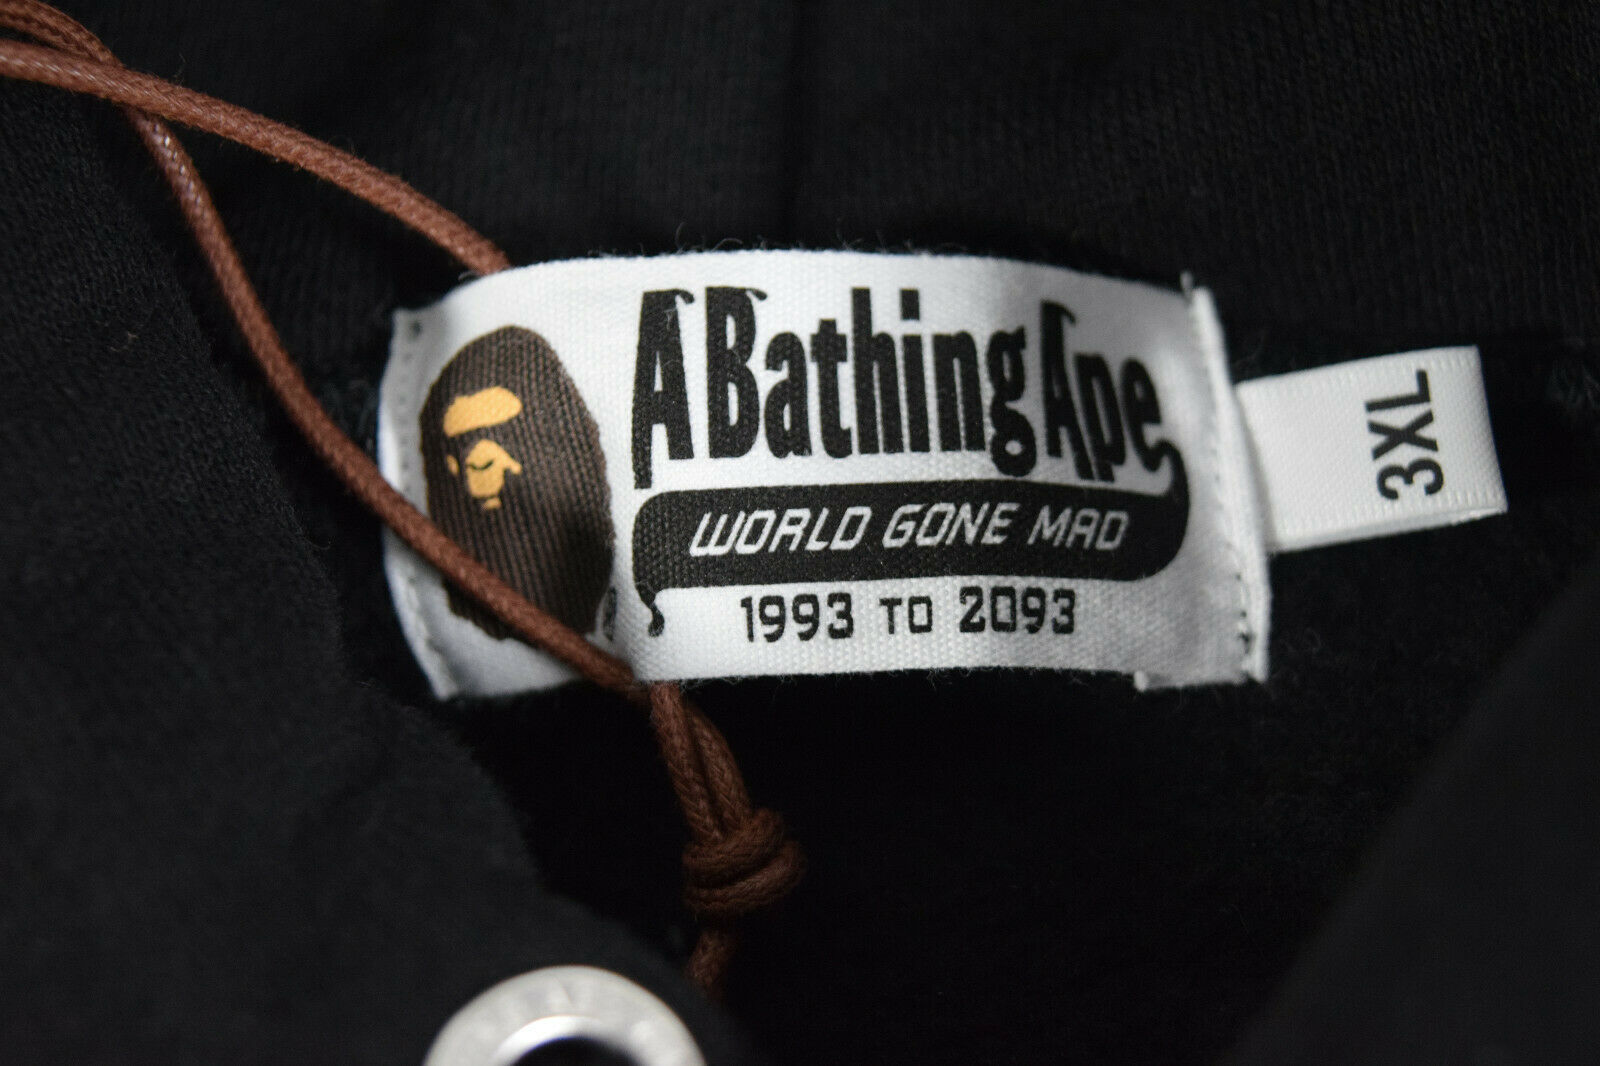 A Bathing Ape
WORLD GONE MAD
1993 TO 2093
3XL